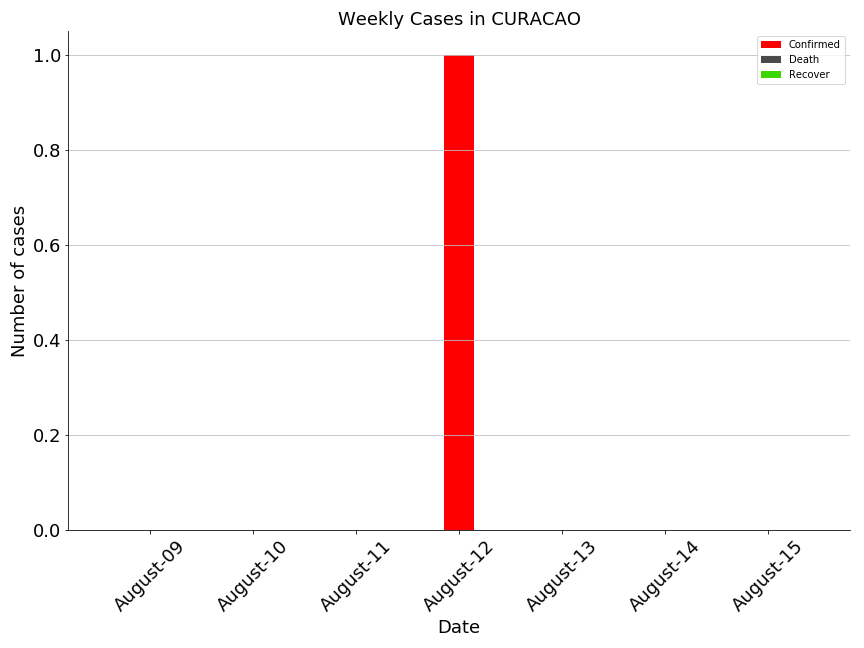 Weekly Cases in CURACAO
Confirmed
Death
Recover
Number of cases
1.0
0.8
0.6
0.4
0.2
0.0
August-09
August-10
August-11
August-12
August-13
August-14
August-15
Date